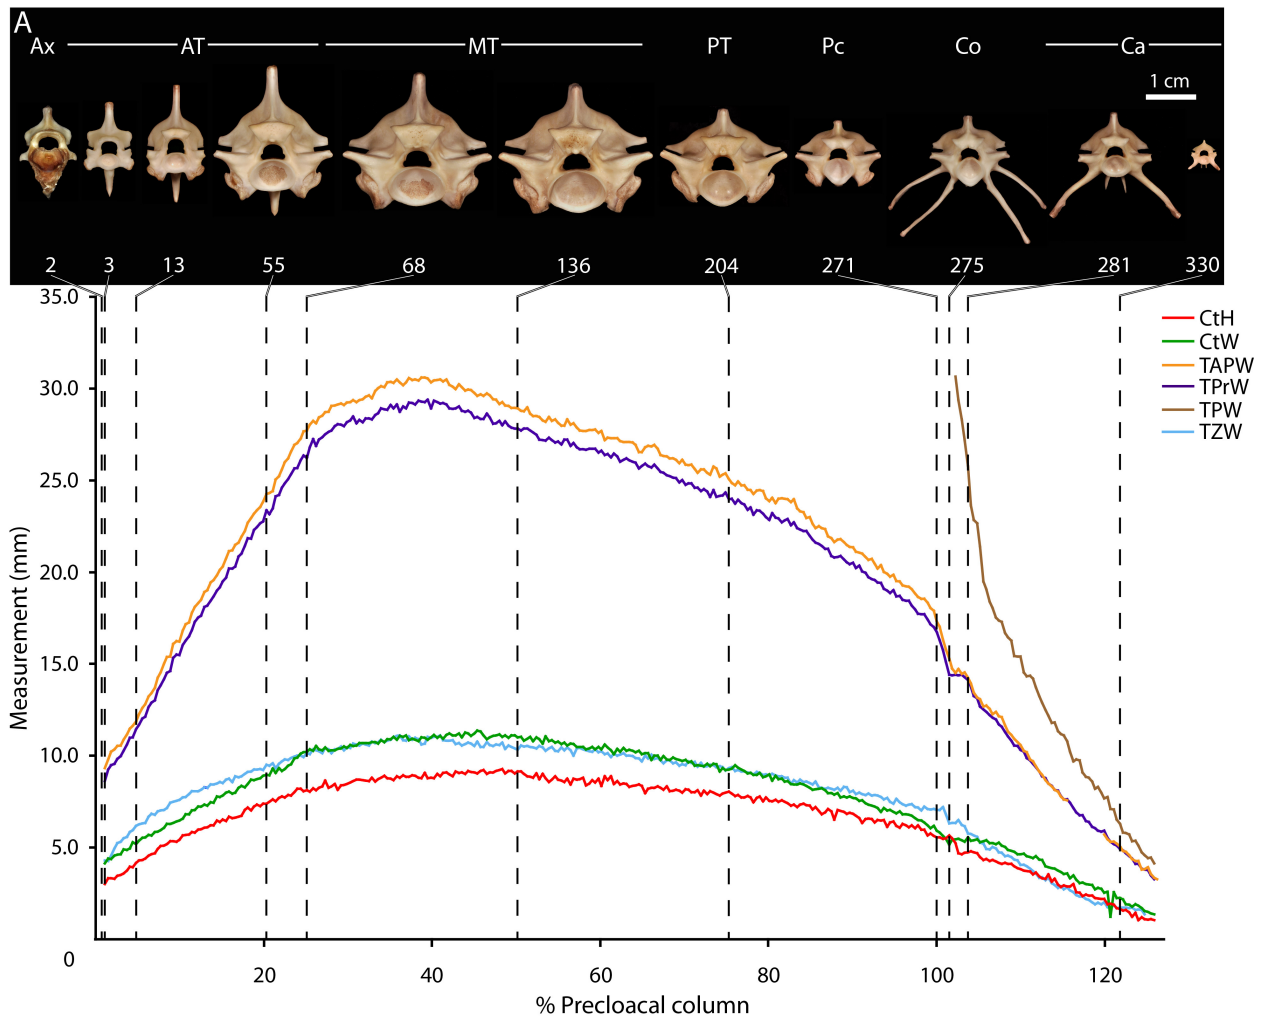 A
Ax AT MT PT Pc Co Ca
1 cm
2 3 13 55 68 136 204 271 275 281 330
35.0
30.0
25.0
20.0
15.0
10.0
5.0
0
Measurement (mm)
CtH
CtW
TAPW
TPrW
TPW
TZW
20 40 60 80 100 120
% Precloacal column